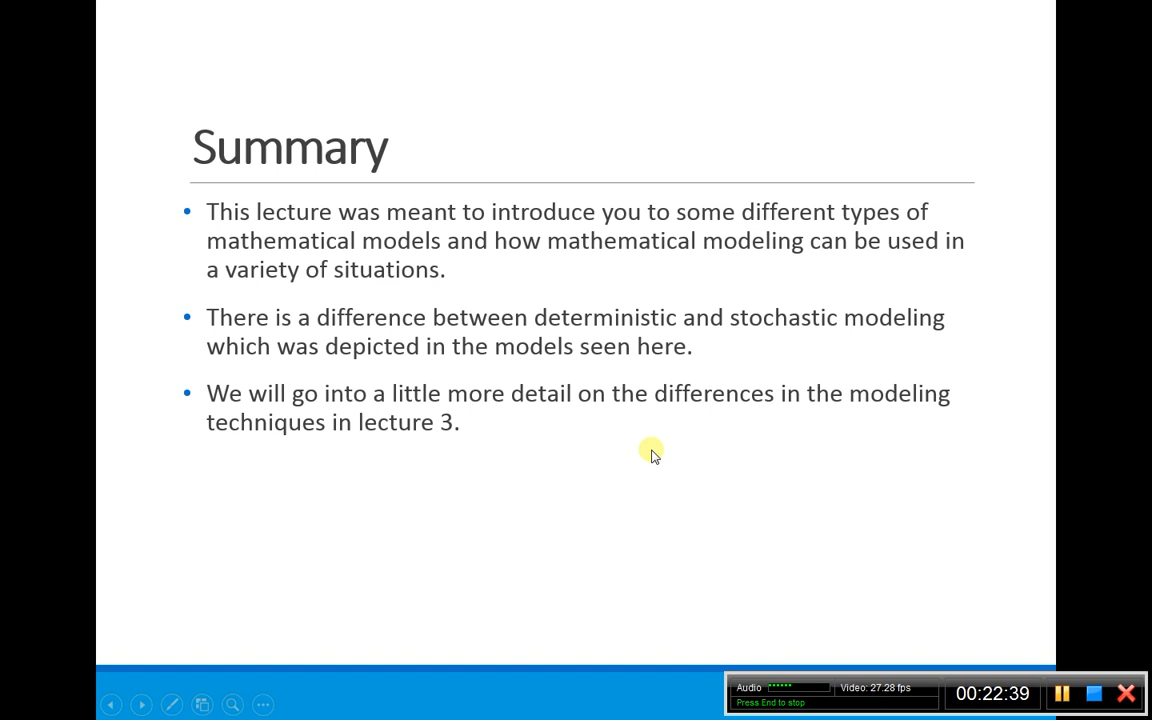 Summary
• This lecture was meant to introduce you to some different types of
mathematical models and how mathematical modeling can be used in
a variety of situations.
• There is a difference between deterministic and stochastic modeling
which was depicted in the models seen here.
• We will go into a little more detail on the differences in the modeling
techniques in lecture 3.
Audio
Video: 27.28 fps
Press End to stop
00:22:39